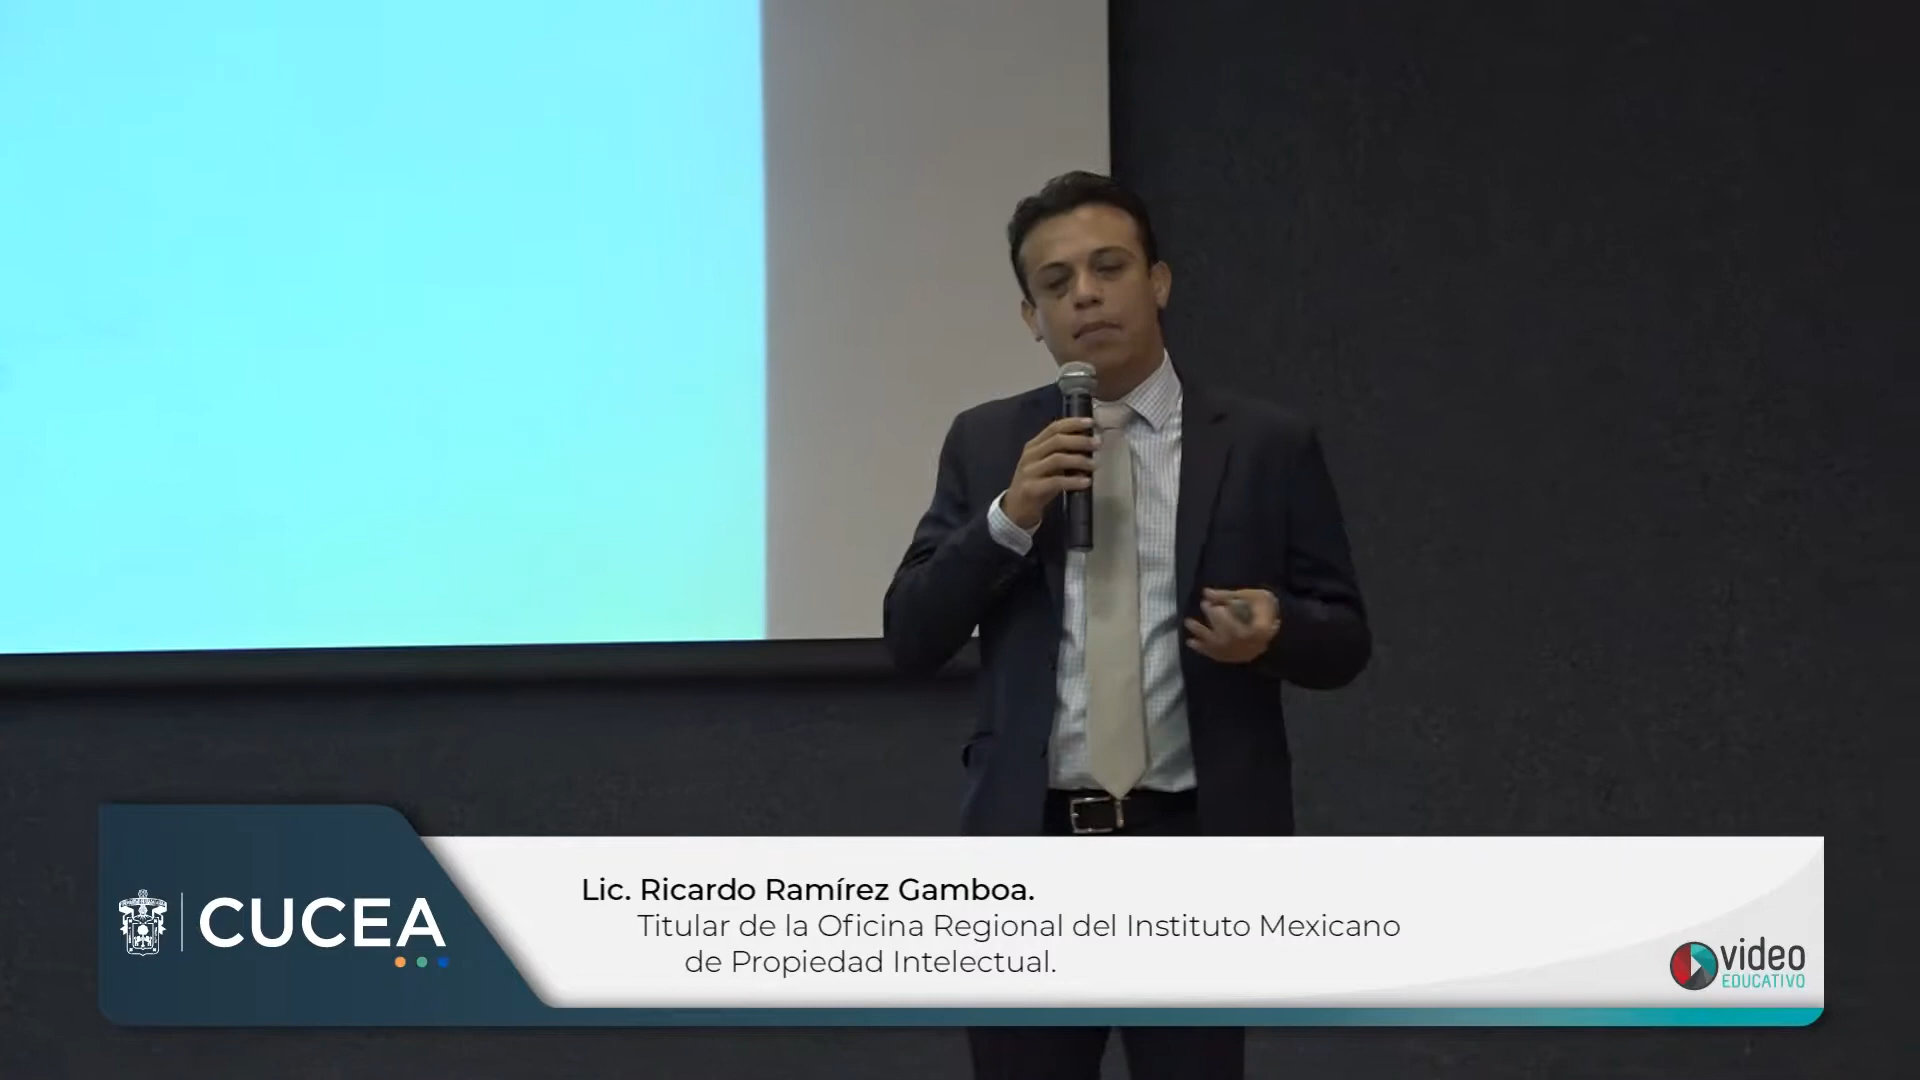 CUCEA
Lic. Ricardo Ramírez Gamboa.
Titular de la Oficina Regional del Instituto Mexicano
de Propiedad Intelectual.
video
EDUCATIVO